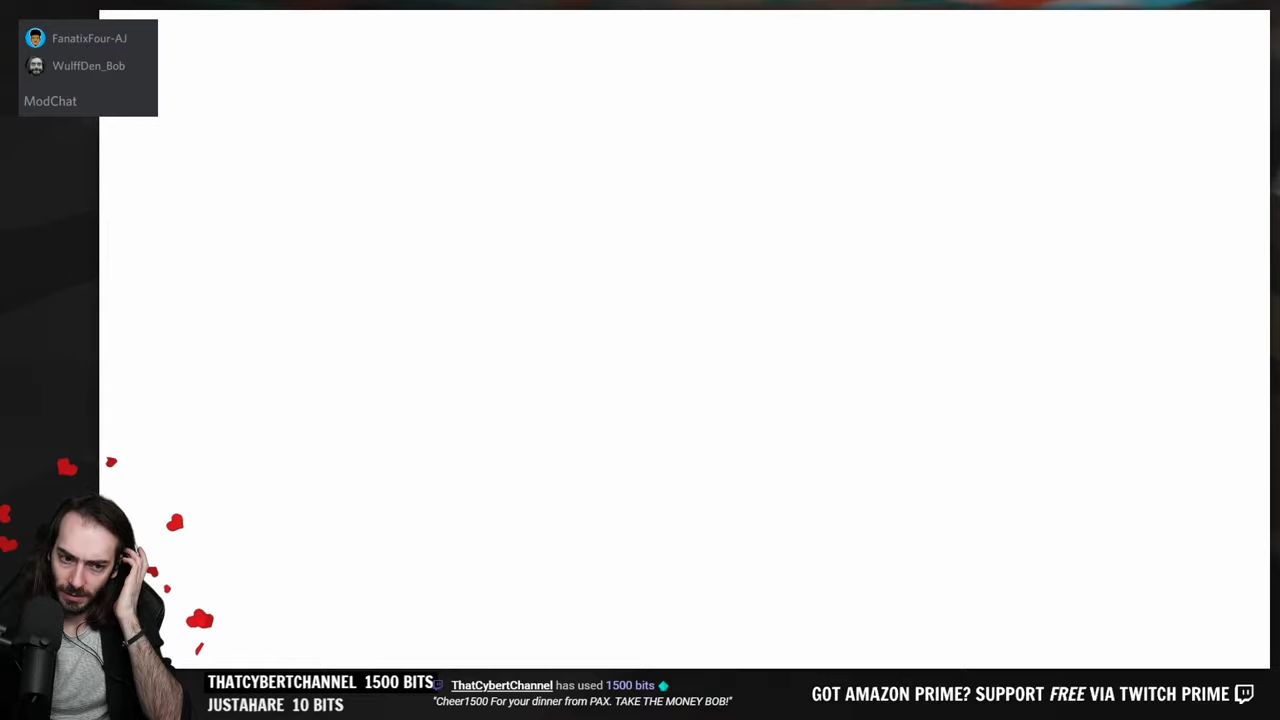 FanatixFour-AJ
WulffDen_Bob
ModChat
THATCYBERTCHANNEL 1500 BITS
JUSTAHARE 10 BITS
ThatCybertChannel has used 1500 bits
"Cheer1500 For your dinner from PAX. TAKE THE MONEY BOB!"
GOT AMAZON PRIME? SUPPORT FREE VIA TWITCH PRIME